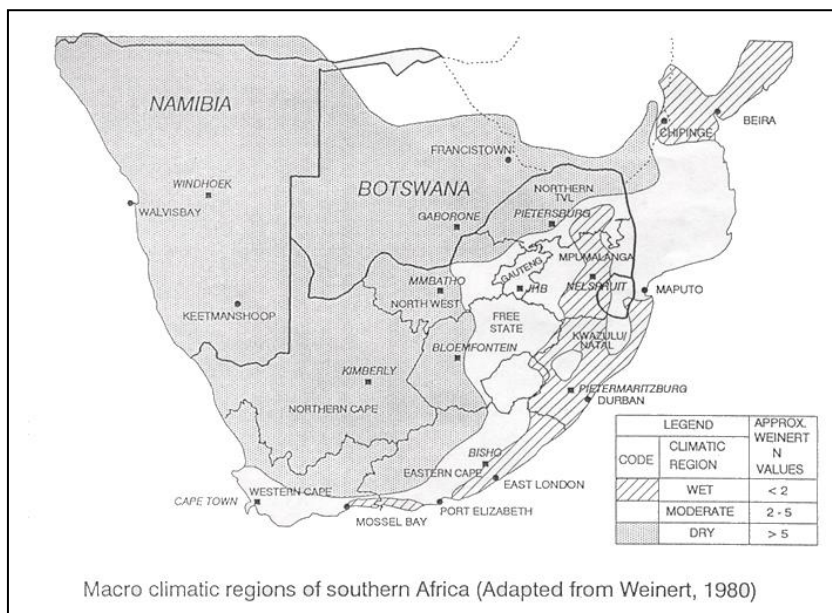 NAMIBIA
CHIPINGE
BEIRA
FRANCISTOWN
WINDHOEK
BOTSWANA
NORTHERN
TVL
WALVISBAY
GABORONE
PIETERSBURG
MPUMALANGA
GAUTENG
MMBATHO
JHB
NELSPRUIT
MAPUTO
KEETMANSHOOP
NORTH WEST
FREE
STATE
KWAZULU/
NATAL
BLOEMFONTEIN
KIMBERLY
PIETERMARITZBURG
DURBAN
NORTHERN CAPE
BISHO
EASTERN CAPE
EAST LONDON
CAPE TOWN
WESTERN CAPE
PORT ELIZABETH
MOSSEL BAY
LEGEND
APPROX.
WEINERT
N
VALUES
CODE
CLIMATIC
REGION
WET
< 2
MODERATE
2 - 5
DRY
> 5
Macro climatic regions of southern Africa (Adapted from Weinert, 1980)